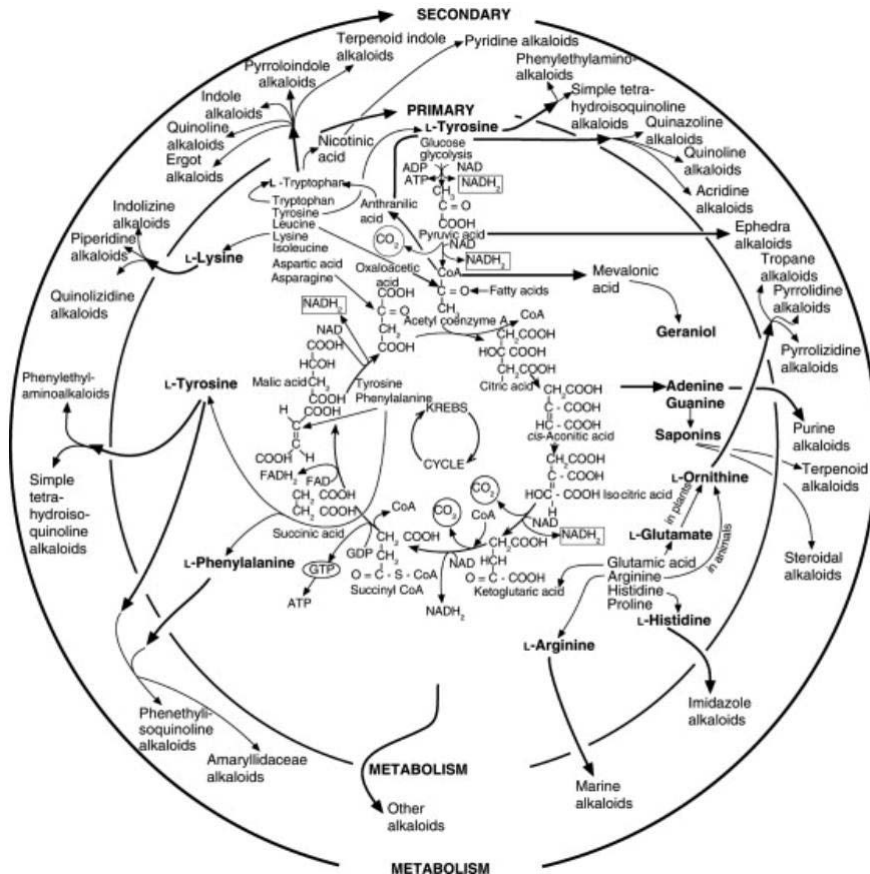 SECONDARY
Terpenoid indole
alkaloids
Pyridine alkaloids
Pyrroloindole
alkaloids
Phenylethylamino-
alkaloids
Indole
alkaloids
Simple tetra-
hydroisoquinoline
alkaloids
Quinoline
alkaloids
Ergot
alkaloids
PRIMARY
Nicotinic
acid
L-Tyrosine
Glucose
glycolysis
Quinazoline
alkaloids
Quinoline
alkaloids
Acridine
alkaloids
ADP
ATP
NAD
NADH2
CH3
C = O
COOH
Pyruvic acid
L-Tryptophan
Tryptophan
Tyrosine
Leucine
Lysine
Isoleucine
Anthranilic
acid
Indolizine
alkaloids
Piperidine
alkaloids
Quinolizidine
alkaloids
L-Lysine
Ephedra
alkaloids
Tropane
alkaloids
Pyrrolidine
alkaloids
Pyrrolizidine
alkaloids
CO2
NAD
NADH2
Aspartic acid
Asparagine
Oxaloacetic
acid
CoA
C = O
CH3
Fatty acids
Acetyl coenzyme A
Mevalonic
acid
Geraniol
NADH2
NAD
COOH
C = O
CH2
COOH
CoA
CH2COOH
HOC COOH
CH2COOH
Citric acid
COOH
HCOH
CH2
COOH
Malic acid
Tyrosine
Phenylalanine
Phenylethyl-
aminoalkaloids
L-Tyrosine
Simple
tetra-
hydroiso-
quinoline
alkaloids
KREBS
CYCLE
CH2COOH
C - COOH
HC - COOH
cis-Aconitic acid
Adenine
Guanine
Saponins
Purine
alkaloids
Terpenoid
alkaloids
Steroidal
alkaloids
H
COOH
C
C
COOH
H
FADH2
FAD
CH2 COOH
CH2 COOH
Succinic acid
CH2COOH
C - COOH
HOC - COOH
H
Isocitric acid
L-Ornithine
in plants
in animals
L-Glutamate
CO2
CoA
NAD
NADH2
CO2
NAD
NADH2
CoA
GDP
GTP
ATP
CH2 COOH
CH2
O = C - S - CoA
Succinyl CoA
CH2COOH
HCH
O = C - COOH
Ketoglutaric acid
Glutamic acid
Arginine
Histidine
Proline
L-Phenylalanine
L-Histidine
L-Arginine
Imidazole
alkaloids
Phenethyli-
soquinoline
alkaloids
Amaryllidaceae
alkaloids
METABOLISM
Other
alkaloids
Marine
alkaloids
METABOLISM